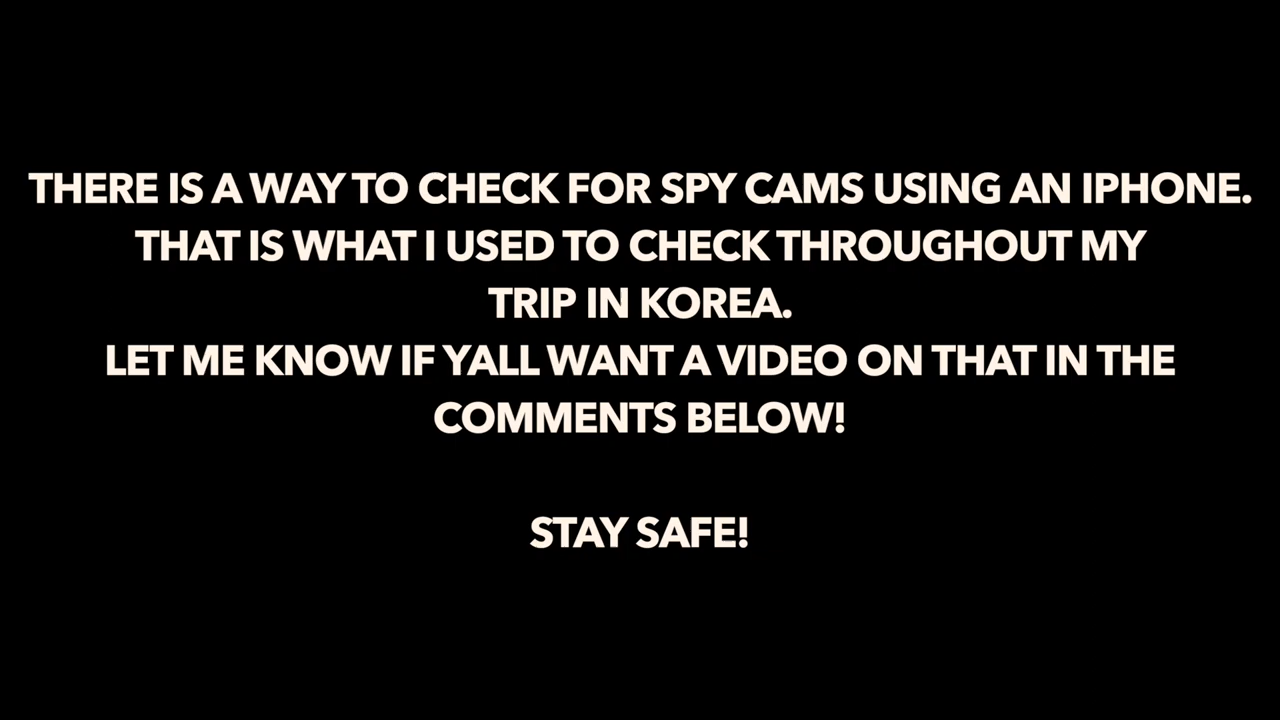 THERE IS A WAY TO CHECK FOR SPY CAMS USING AN IPHONE.
THAT IS WHAT I USED TO CHECK THROUGHOUT MY
TRIP IN KOREA.
LET ME KNOW IF YALL WANT A VIDEO ON THAT IN THE
COMMENTS BELOW!
STAY SAFE!